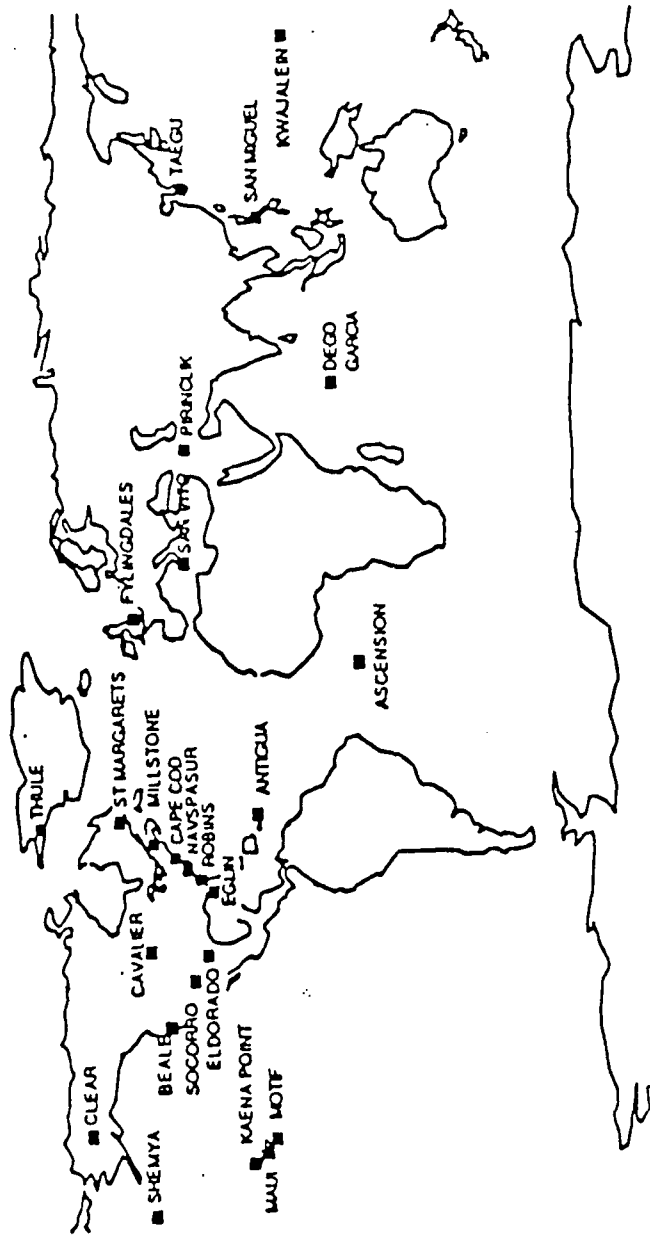 THULE
CLEAR
SHEMYA
CAVALIER
ST MARGARETS
MILLSTONE
CAPE COD
NAVSPASUR
ROBINS
EGLIN
BEALE
SOCORRO
ELDORADO
KAENA POINT
MAUI
MOTIF
ANTIGUA
ASCENSION
FYLINGDALES
SAN VITO
PIRINCLIK
DIEGO
GARCIA
TAEGU
SAN MIGUEL
KWAJALEIN